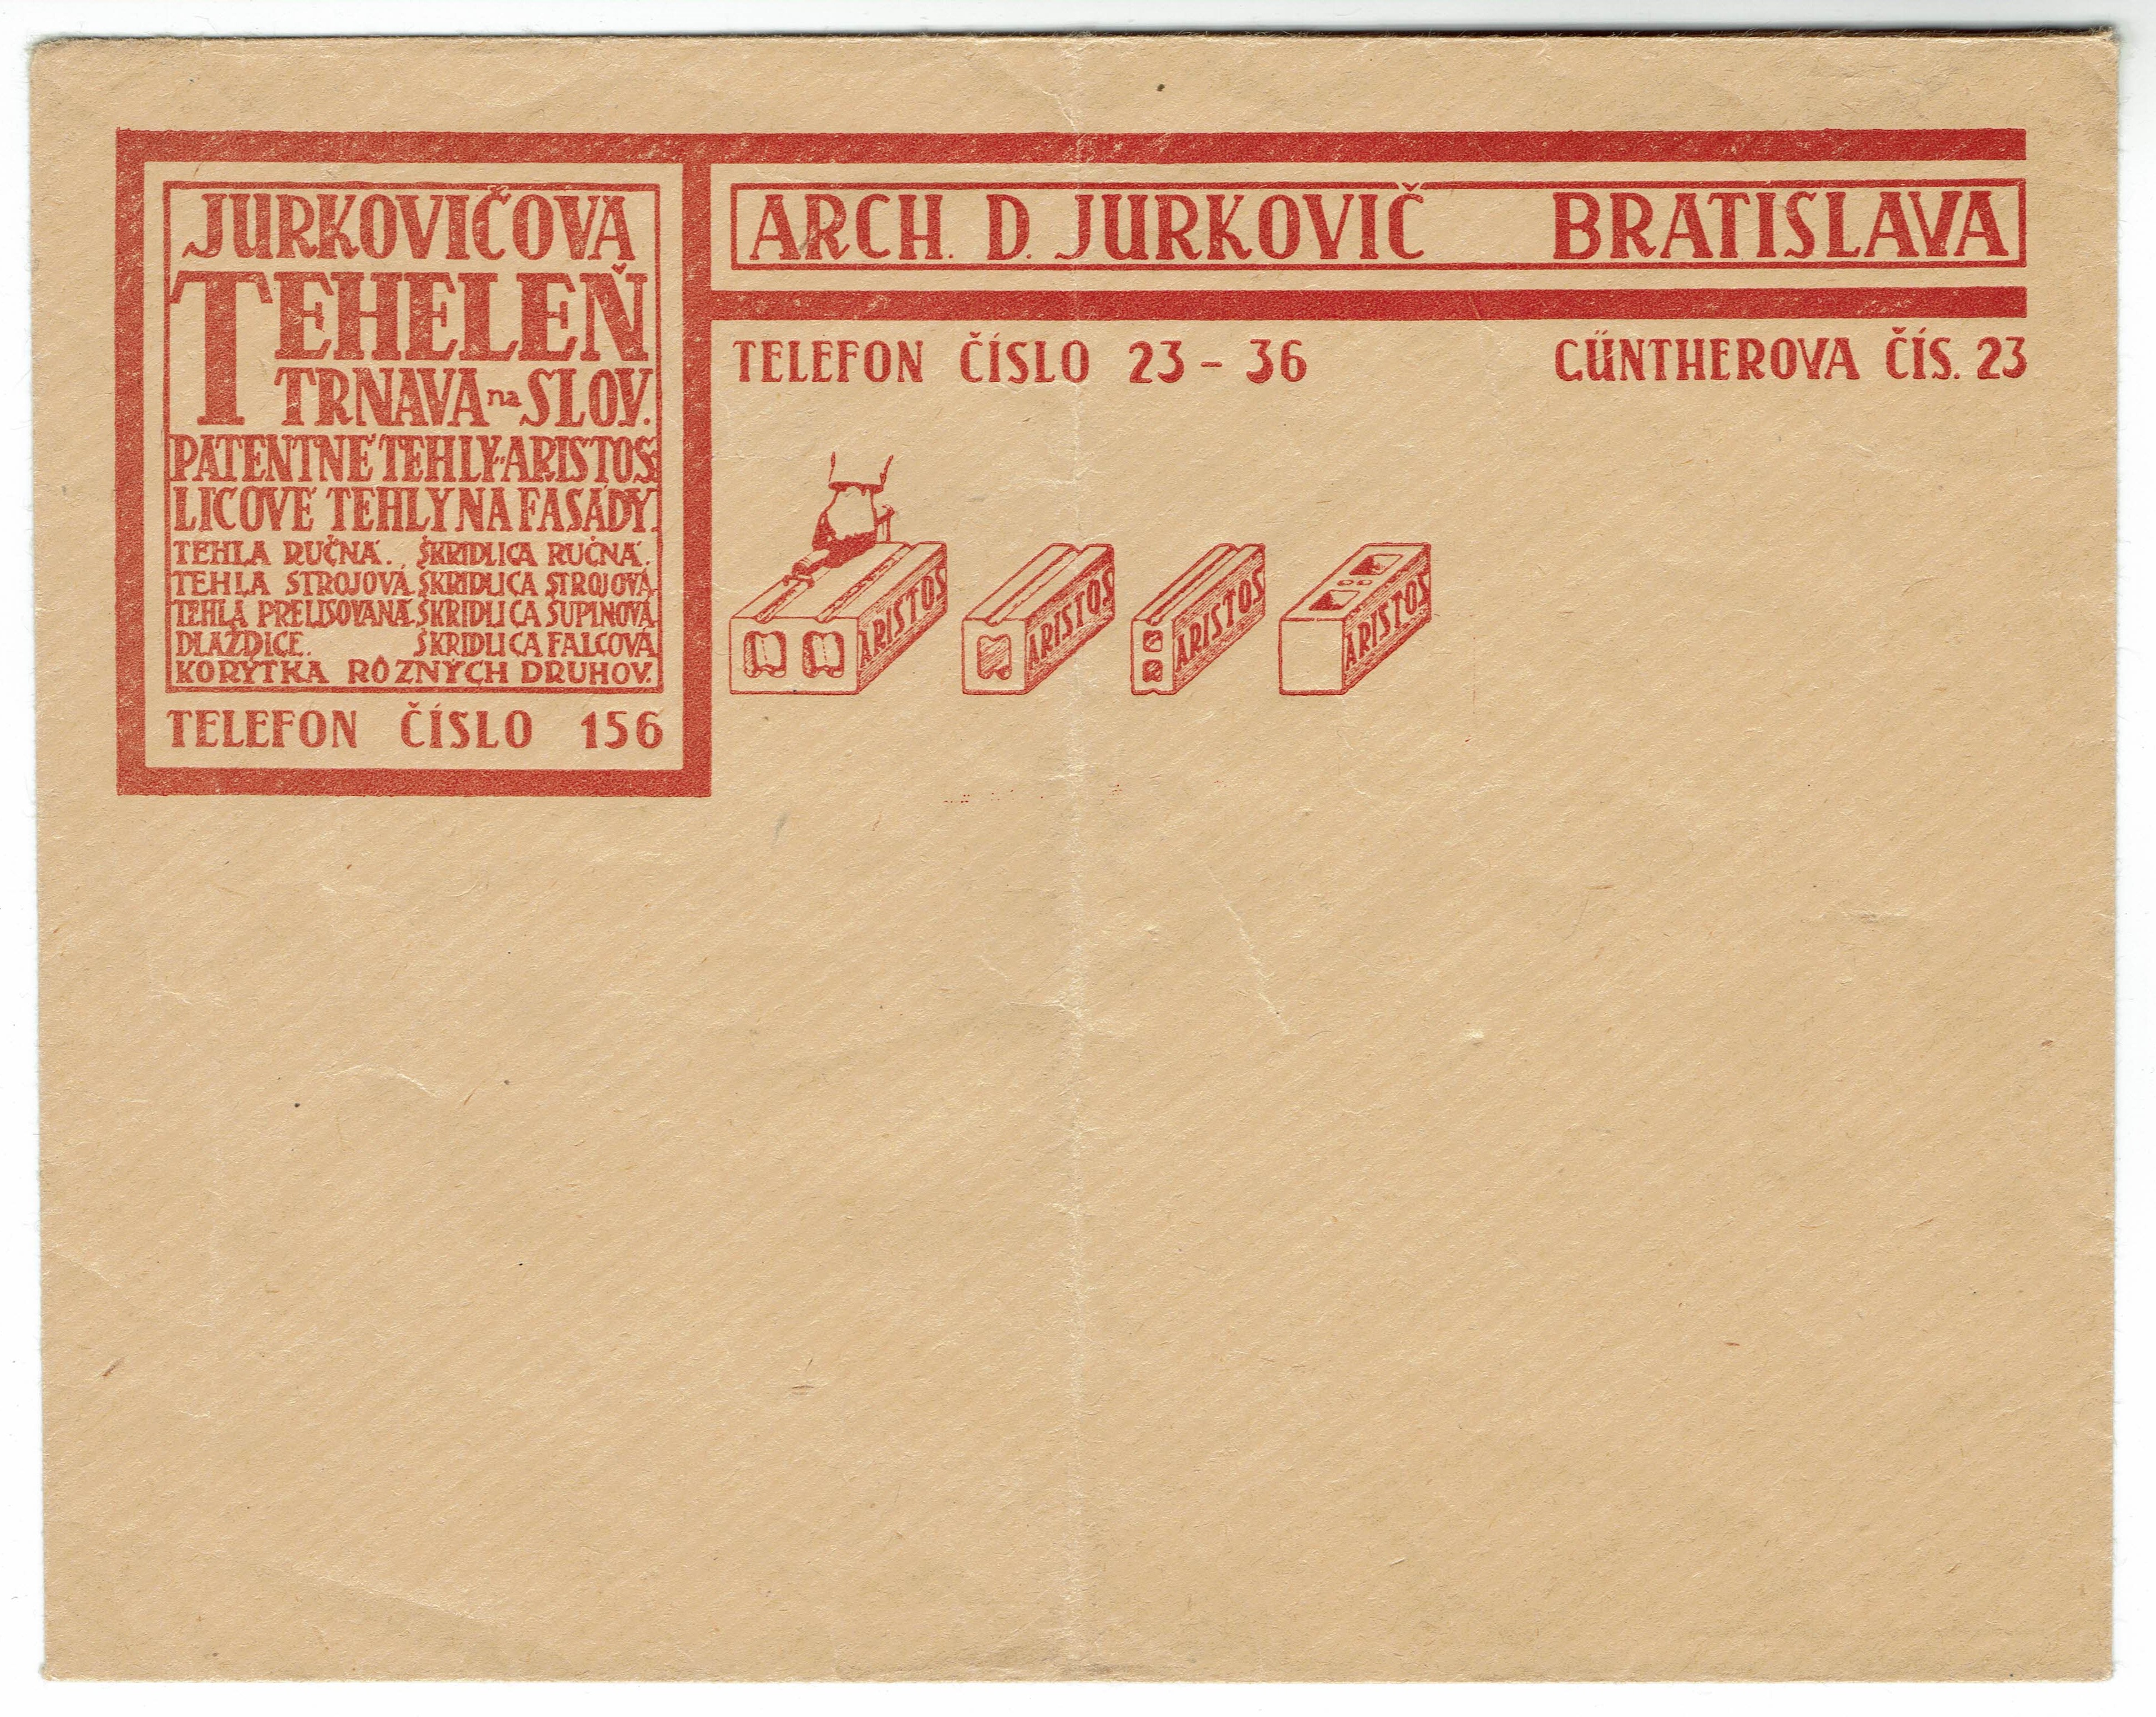 JURKOVIČOVA
TEHELEŇ
TRNAVA na SLOV.
PATENTNÉ TEHLY "ARISTOS"
LÍCOVÉ TEHLY NA FASÁDY.
TEHLA RUČNÁ. ŠKRIDLICA RUČNÁ.
TEHLA STROJOVÁ. ŠKRIDLICA STROJOVÁ.
TEHLA PRELISOVANÁ. ŠKRIDLICA ŠUPINOVÁ.
DLAŽDICE. ŠKRIDLICA FALCOVÁ.
KORÝTKA RÔZNYCH DRUHOV.
TELEFON ČÍSLO 156
ARCH. D. JURKOVIČ BRATISLAVA
TELEFON ČÍSLO 23 - 36 GÜNTHEROVA ČÍS. 23
ARISTOS ARISTOS ARISTOS ARISTOS